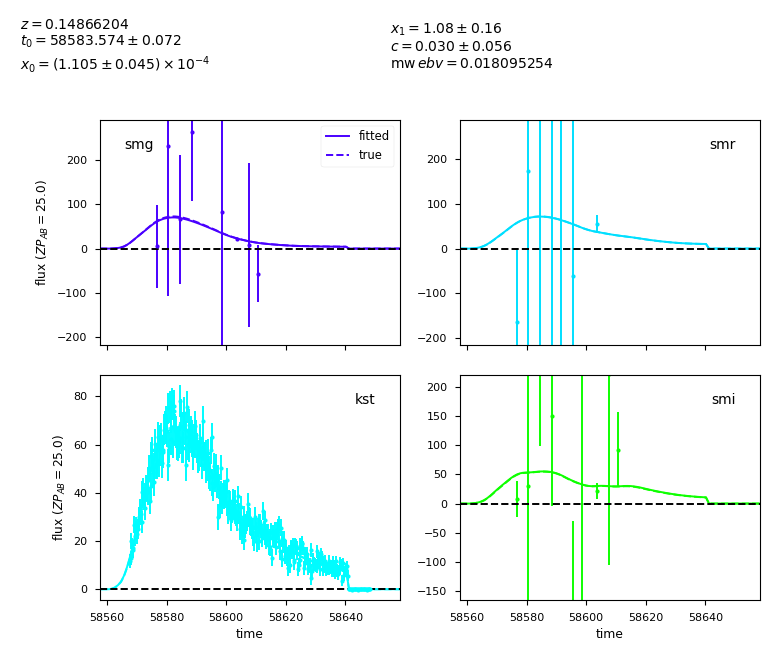 z = 0.14866204
t₀ = 58583.574 ± 0.072
x₀ = (1.105 ± 0.045) × 10⁻⁴
x₁ = 1.08 ± 0.16
c = 0.030 ± 0.056
mw ebv = 0.018095254
smg
fitted
true
200
100
0
−100
−200
flux (ZP_AB = 25.0)
smr
200
100
0
−100
−200
kst
80
60
40
20
0
flux (ZP_AB = 25.0)
58560 58580 58600 58620 58640
time
smi
200
150
100
50
0
−50
−100
−150
58560 58580 58600 58620 58640
time